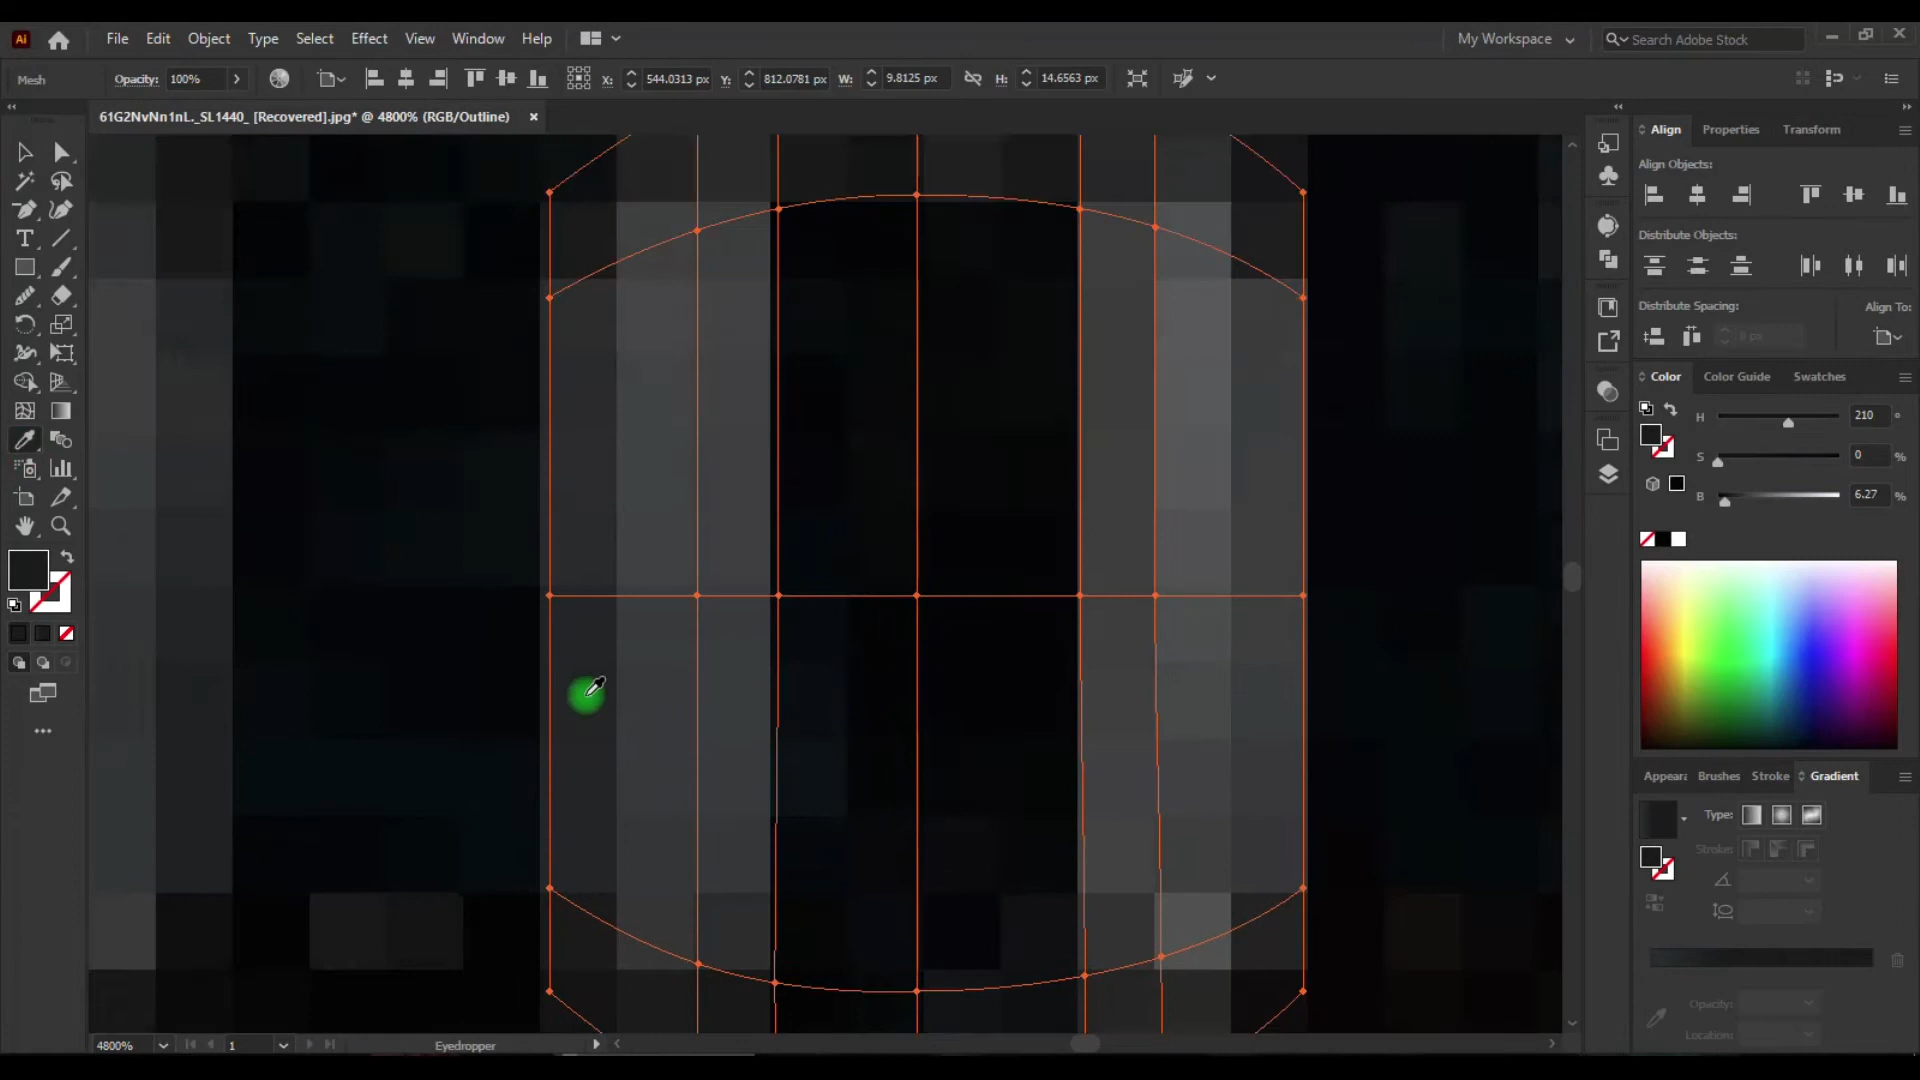 Ai File Edit Object Type Select Effect View Window Help My Workspace Search Adobe Stock
Mesh Opacity: 100% X: 544.0313 px Y: 812.0781 px W: 9.8125 px H: 14.6563 px
61G2NvNn1nL._SL1440_ [Recovered].jpg* @ 4800% (RGB/Outline)
Align Properties Transform
Align Objects:
Distribute Objects:
Distribute Spacing: Align To:
0 px
Color Color Guide Swatches
H 210 °
S 0 %
B 6.27 %
Appeara Brushes Stroke Gradient
Type:
Stroke:
Opacity:
Location:
4800% 1 Eyedropper